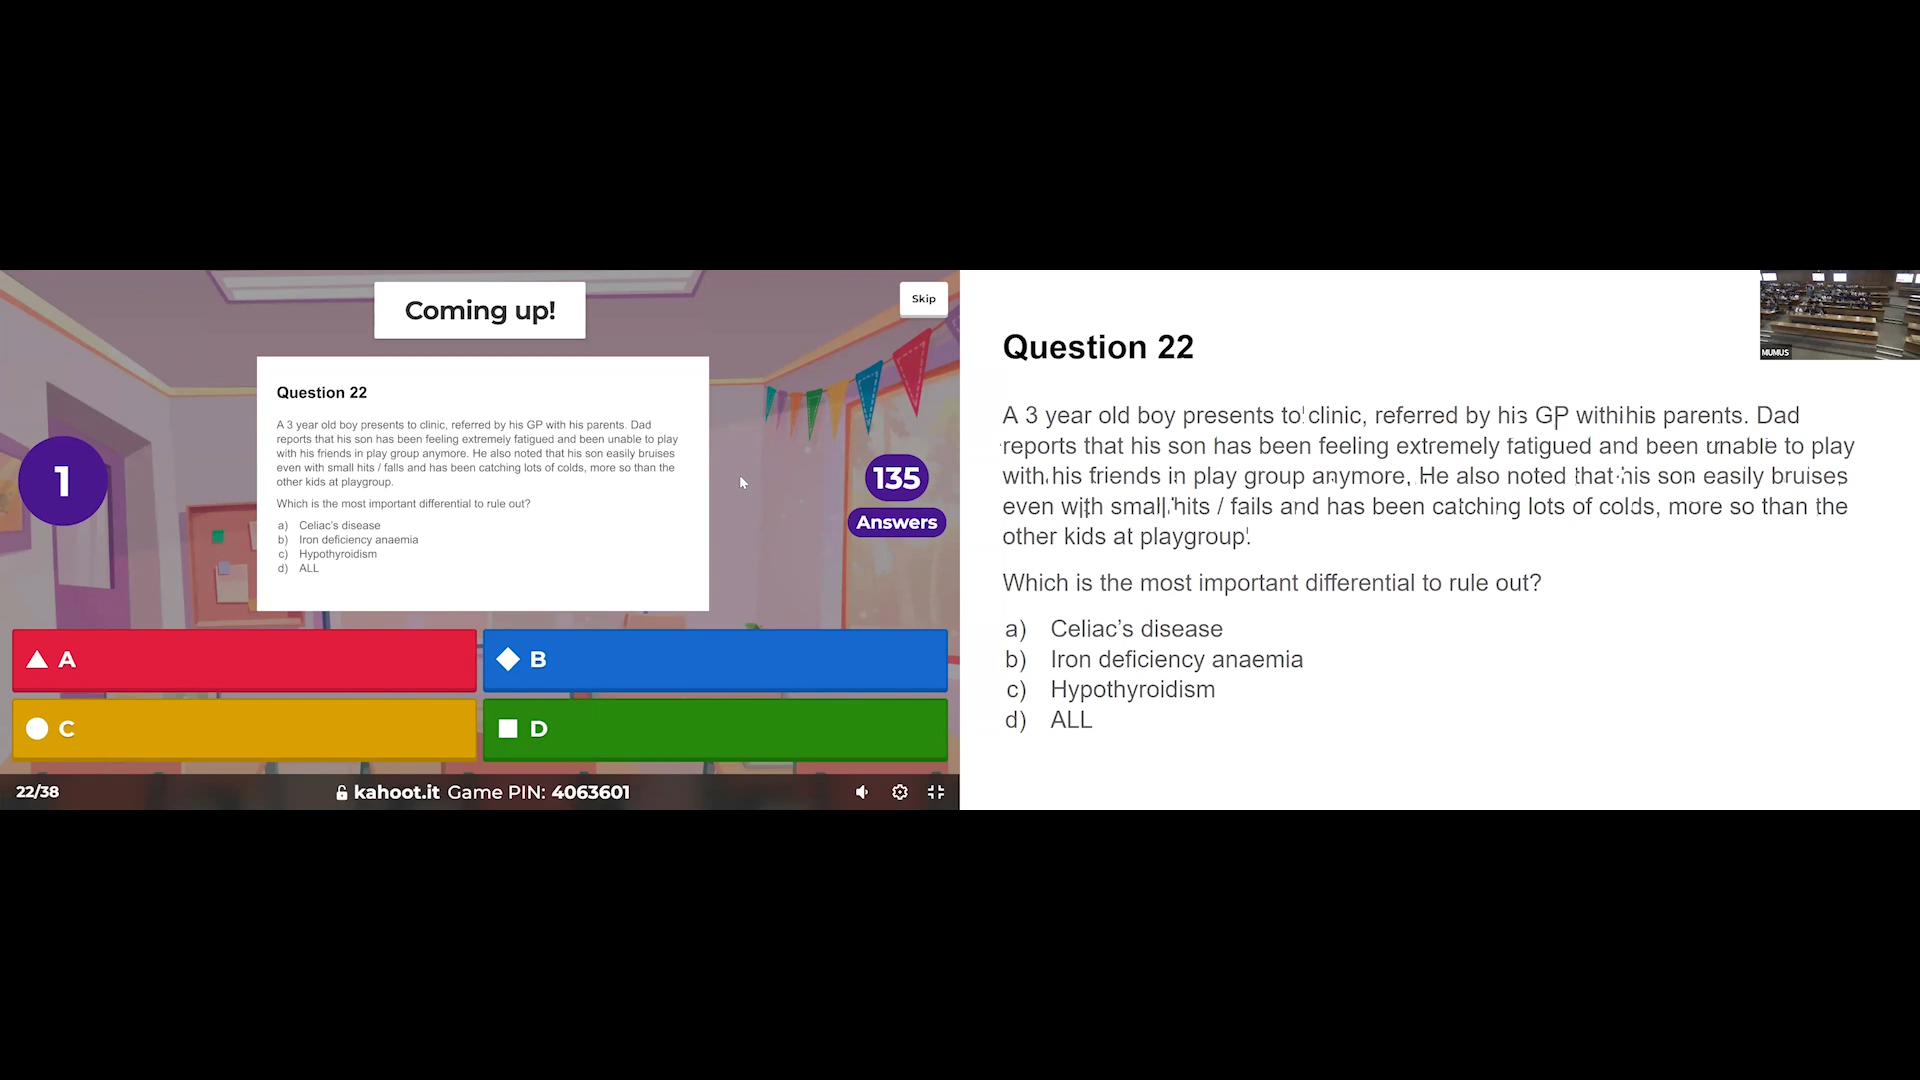 Coming up!
Skip
Question 22
A 3 year old boy presents to clinic, referred by his GP with his parents. Dad
reports that his son has been feeling extremely fatigued and been unable to play
with his friends in play group anymore. He also noted that his son easily bruises
even with small hits / falls and has been catching lots of colds, more so than the
other kids at playgroup.
Which is the most important differential to rule out?
a) Celiac's disease
b) Iron deficiency anaemia
c) Hypothyroidism
d) ALL
1
135
Answers
A
B
C
D
22/38
kahoot.it Game PIN: 4063601
MUMUS
Question 22
A 3 year old boy presents to clinic, referred by his GP with his parents. Dad
reports that his son has been feeling extremely fatigued and been unable to play
with his friends in play group anymore. He also noted that his son easily bruises
even with small hits / falls and has been catching lots of colds, more so than the
other kids at playgroup.
Which is the most important differential to rule out?
a) Celiac's disease
b) Iron deficiency anaemia
c) Hypothyroidism
d) ALL